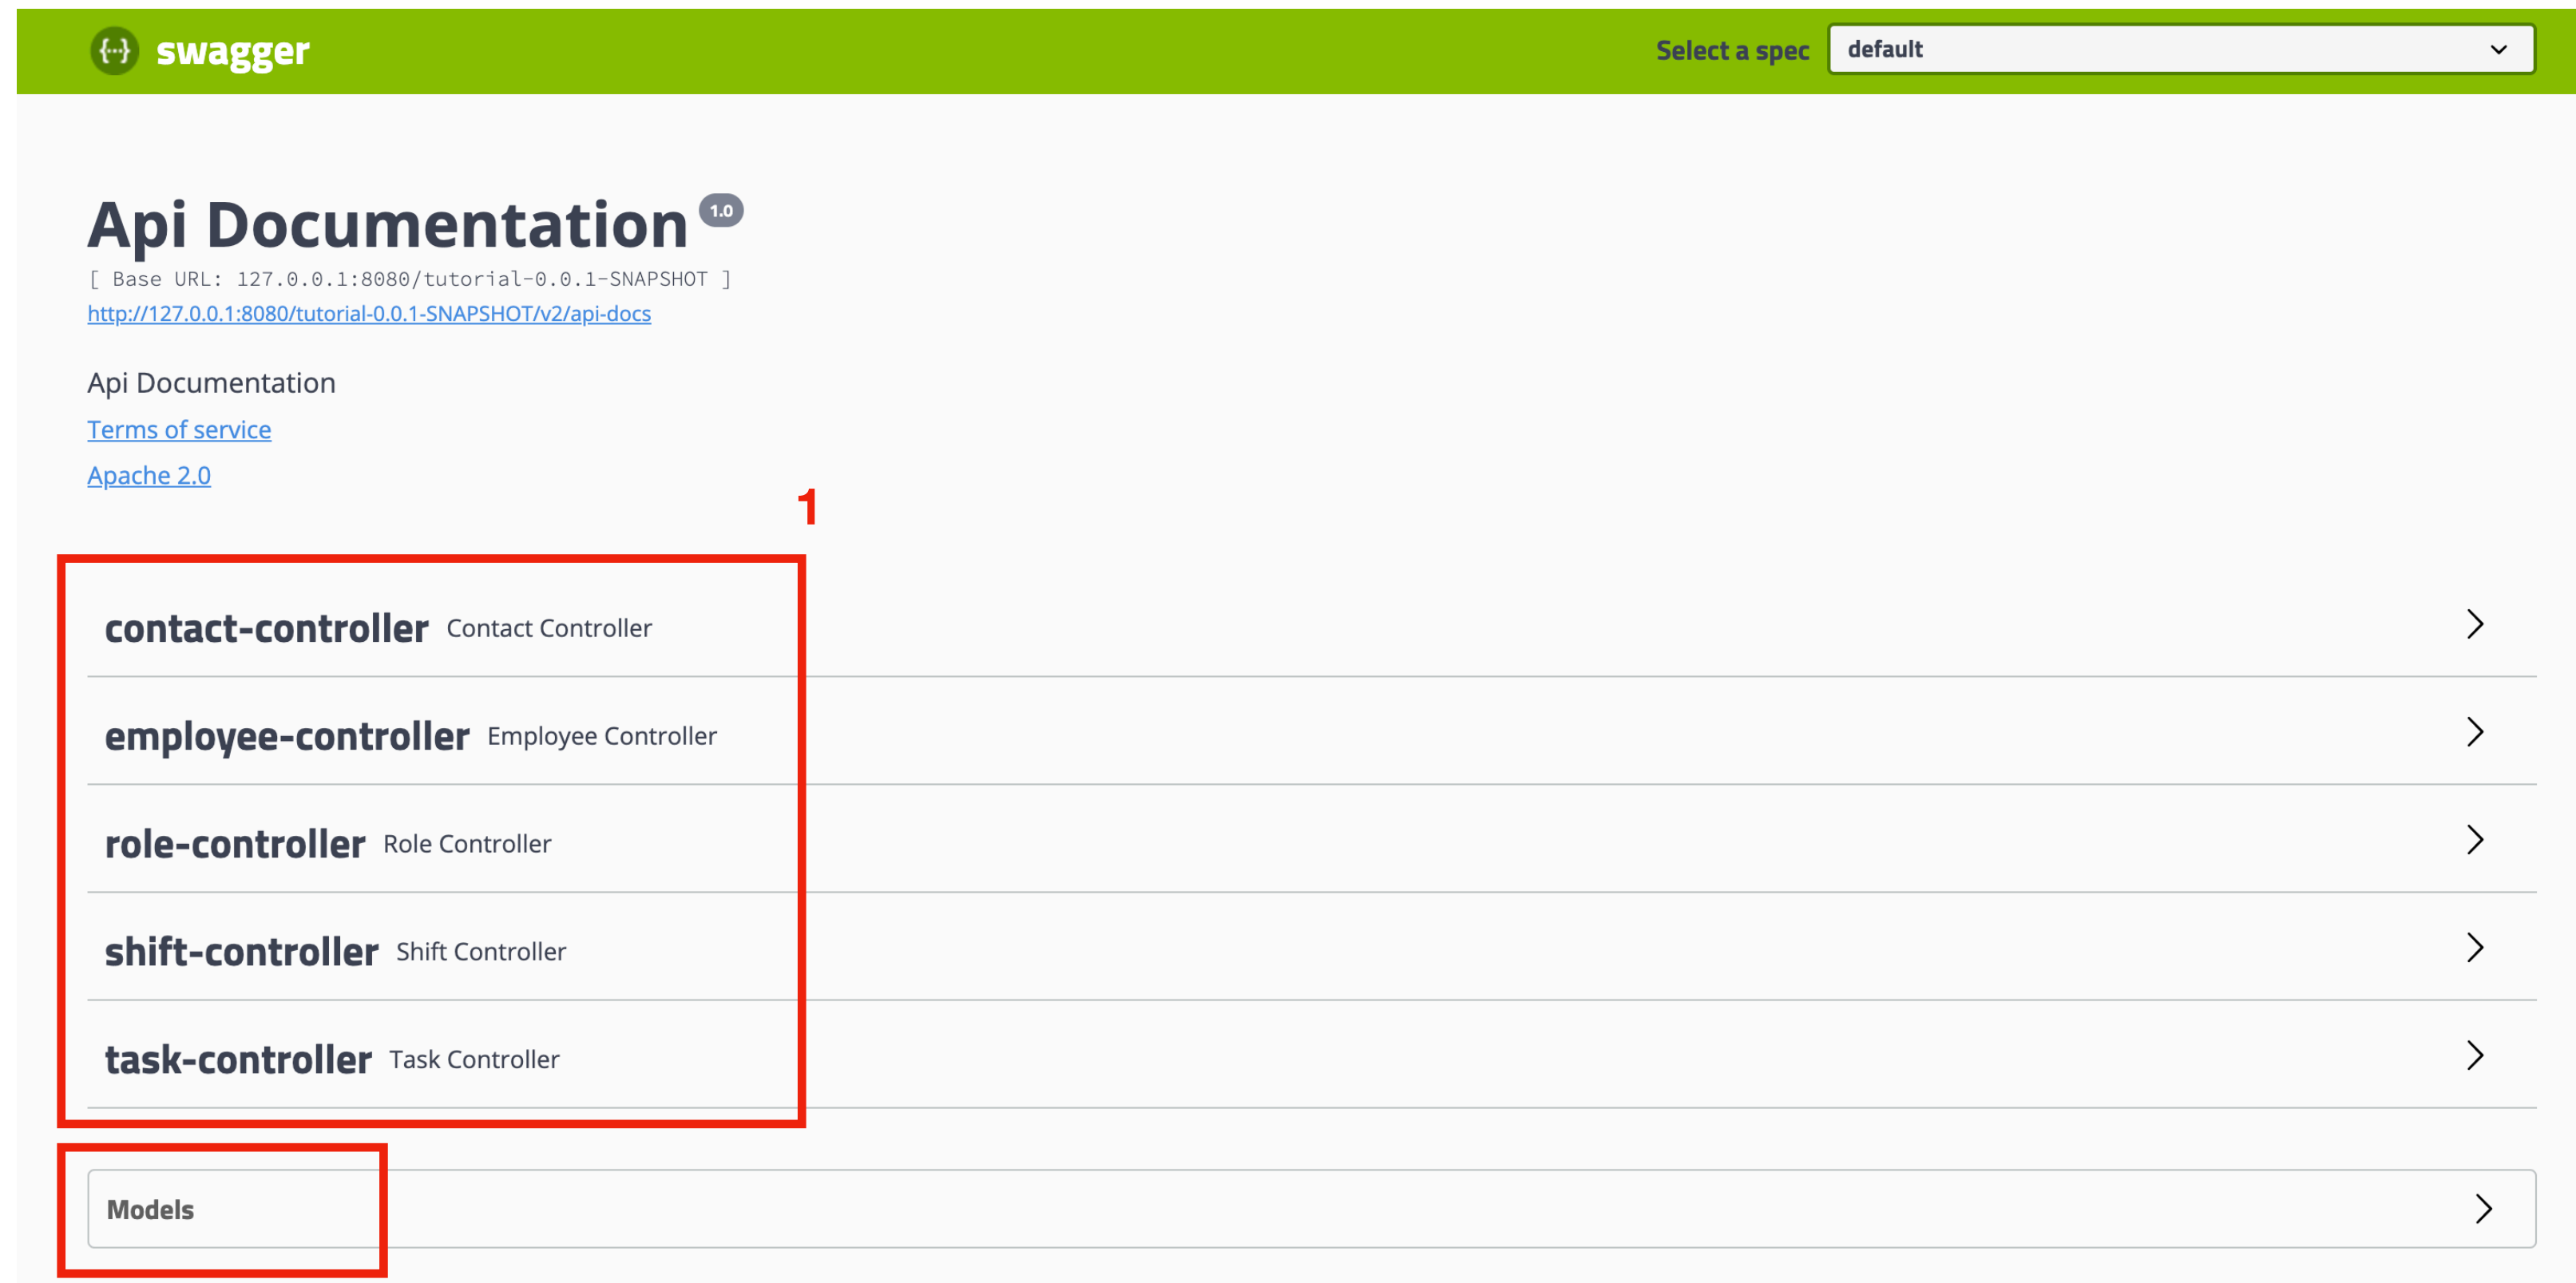 {...} swagger Select a spec default
Api Documentation 1.0
[ Base URL: 127.0.0.1:8080/tutorial-0.0.1-SNAPSHOT ]
http://127.0.0.1:8080/tutorial-0.0.1-SNAPSHOT/v2/api-docs
Api Documentation
Terms of service
Apache 2.0
1
contact-controller Contact Controller
employee-controller Employee Controller
role-controller Role Controller
shift-controller Shift Controller
task-controller Task Controller
Models